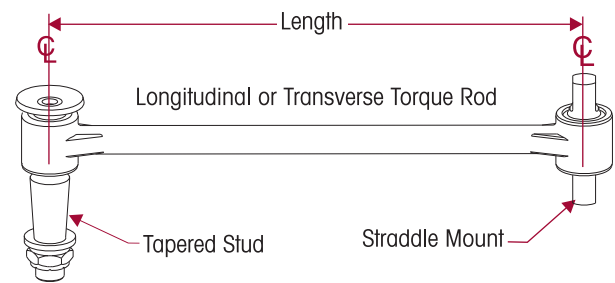 Length
℄ ℄
Longitudinal or Transverse Torque Rod
Tapered Stud
Straddle Mount